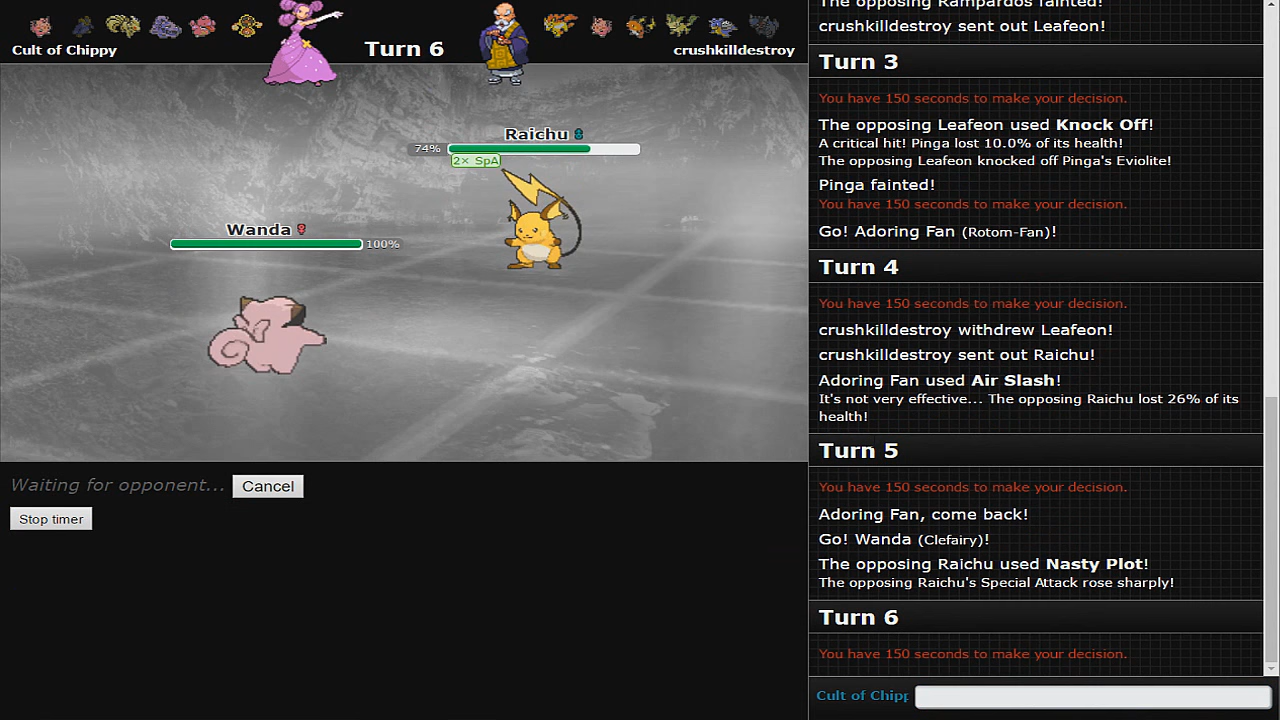 Cult of Chippy
Turn 6
crushkilldestroy
Raichu
74%
2× SpA
Wanda
100%
Waiting for opponent...
Cancel
Stop timer
The opposing Rampardos fainted!
crushkilldestroy sent out Leafeon!
Turn 3
You have 150 seconds to make your decision.
The opposing Leafeon used Knock Off!
A critical hit! Pinga lost 10.0% of its health!
The opposing Leafeon knocked off Pinga's Eviolite!
Pinga fainted!
You have 150 seconds to make your decision.
Go! Adoring Fan (Rotom-Fan)!
Turn 4
You have 150 seconds to make your decision.
crushkilldestroy withdrew Leafeon!
crushkilldestroy sent out Raichu!
Adoring Fan used Air Slash!
It's not very effective... The opposing Raichu lost 26% of its
health!
Turn 5
You have 150 seconds to make your decision.
Adoring Fan, come back!
Go! Wanda (Clefairy)!
The opposing Raichu used Nasty Plot!
The opposing Raichu's Special Attack rose sharply!
Turn 6
You have 150 seconds to make your decision.
Cult of Chipp